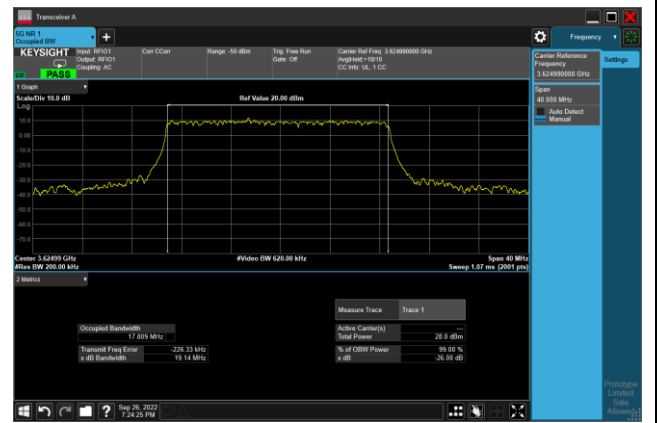 Transceiver A
5G NR 1
Occupied BW
+
Frequency
KEYSIGHT
Input: RFIO1
Output: RFIO1
Coupling: AC
Corr CCorr
Range: -50 dBm
Trig: Free Run
Gate: Off
Carrier Ref Freq: 3.624990000 GHz
Avg|Hold:>10/10
CC Info: UL, 1 CC
PASS
Carrier Reference
Frequency
3.624990000 GHz
Settings
Span
40.000 MHz
Auto Detect
Manual
1 Graph
Scale/Div 10.0 dB
Ref Value 20.00 dBm
Log
10.0
0.00
-10.0
-20.0
-30.0
-40.0
-50.0
-60.0
-70.0
Center 3.62499 GHz
#Video BW 620.00 kHz
Span 40 MHz
#Res BW 200.00 kHz
Sweep 1.07 ms (2001 pts)
2 Metrics
Measure Trace
Trace 1
Occupied Bandwidth
17.809 MHz
Active Carrier(s)
---
Total Power
28.0 dBm
Transmit Freq Error
-226.33 kHz
% of OBW Power
99.00 %
x dB Bandwidth
19.14 MHz
x dB
-26.00 dB
Prototype
Limited
Sale
Allowed
?
Sep 26, 2022
7:24:25 PM